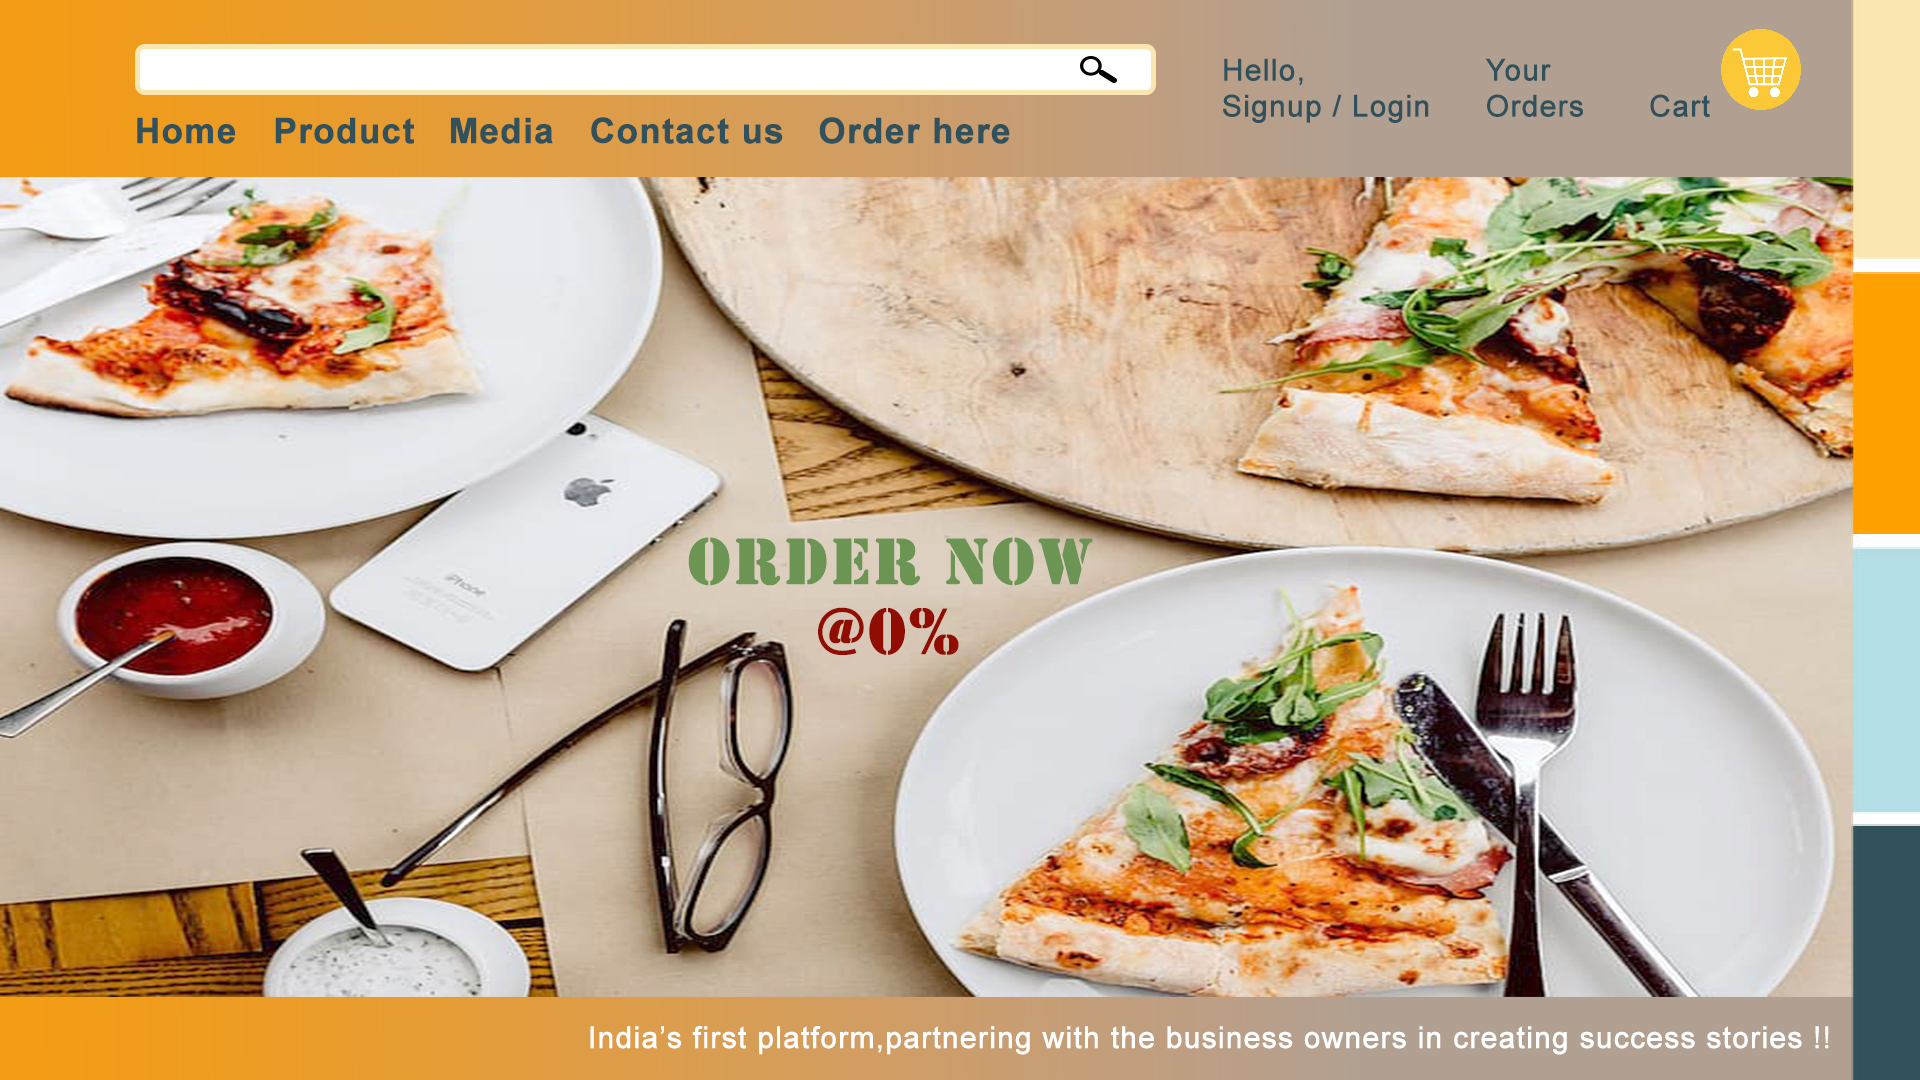 Hello,
Signup / Login
Your
Orders
Cart
Home Product Media Contact us Order here
iPhone
ORDER NOW
@0%
India’s first platform,partnering with the business owners in creating success stories !!